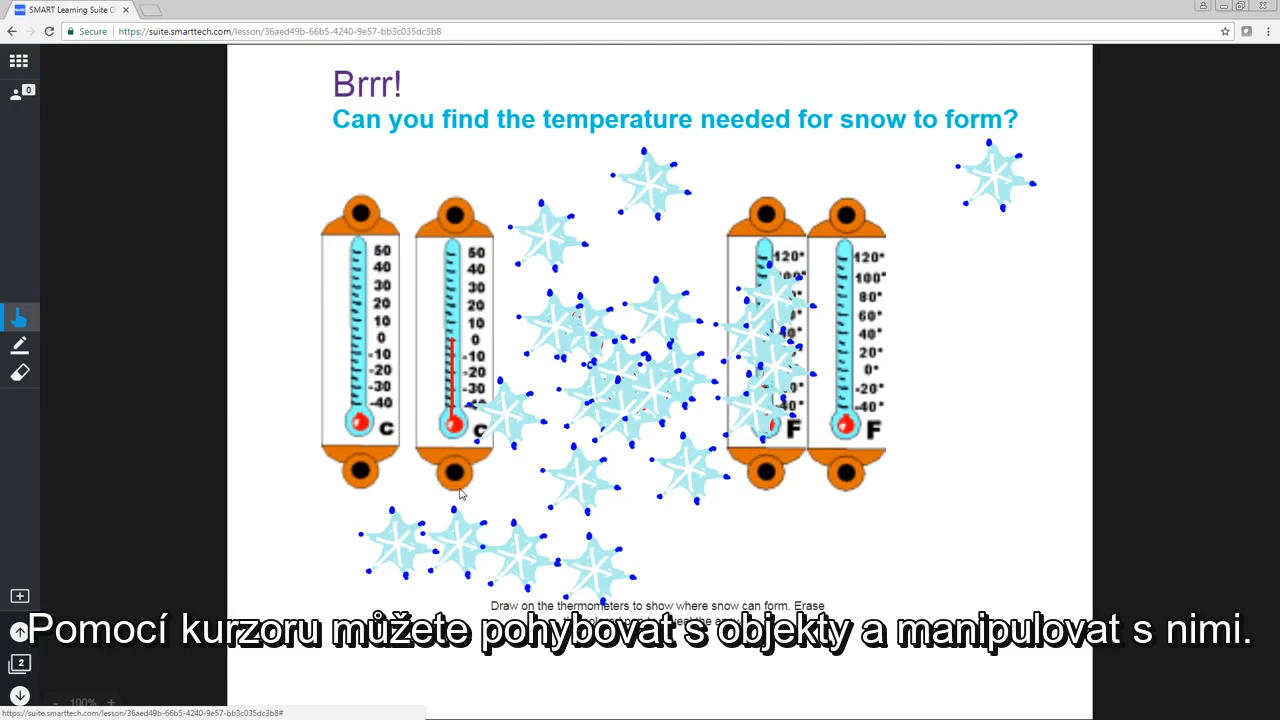 SMART Learning Suite O
Secure https://suite.smarttech.com/lesson/36aed49b-66b5-4240-9e57-bb3c035dc3b8
0
Brrr!
Can you find the temperature needed for snow to form?
50
40
30
20
10
0
-10
-20
-30
-40
C
50
40
30
20
10
0
-10
-20
-30
C
120°
F
120°
100°
80°
60°
40°
20°
0°
-20°
-40°
F
Draw on the thermometers to show where snow can form. Erase
Pomocí kurzoru můžete pohybovat s objekty a manipulovat s nimi.
2
100%
https://suite.smarttech.com/lesson/36aed49b-66b5-4240-9e57-bb3c035dc3b8#